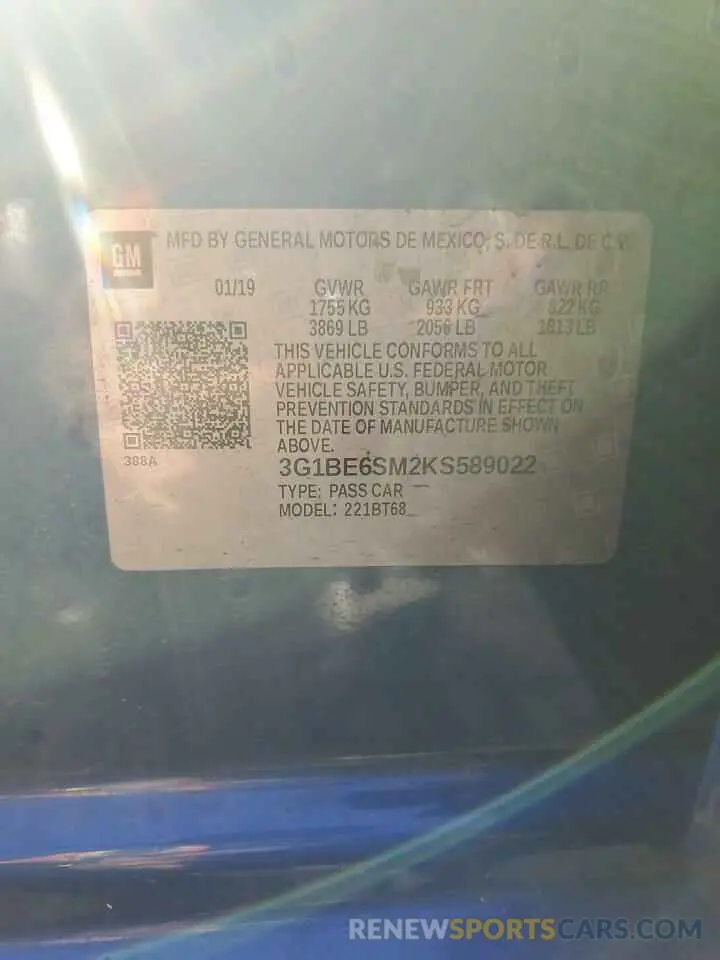 GM
MFD BY GENERAL MOTORS DE MEXICO, S. DE R.L. DE C.V.
01/19 GVWR GAWR FRT GAWR RR
1755 KG 933 KG 822 KG
3869 LB 2056 LB 1813 LB
THIS VEHICLE CONFORMS TO ALL
APPLICABLE U.S. FEDERAL MOTOR
VEHICLE SAFETY, BUMPER, AND THEFT
PREVENTION STANDARDS IN EFFECT ON
THE DATE OF MANUFACTURE SHOWN
ABOVE.
388A
3G1BE6SM2KS589022
TYPE: PASS CAR
MODEL: 221BT68
RENEWSPORTSCARS.COM